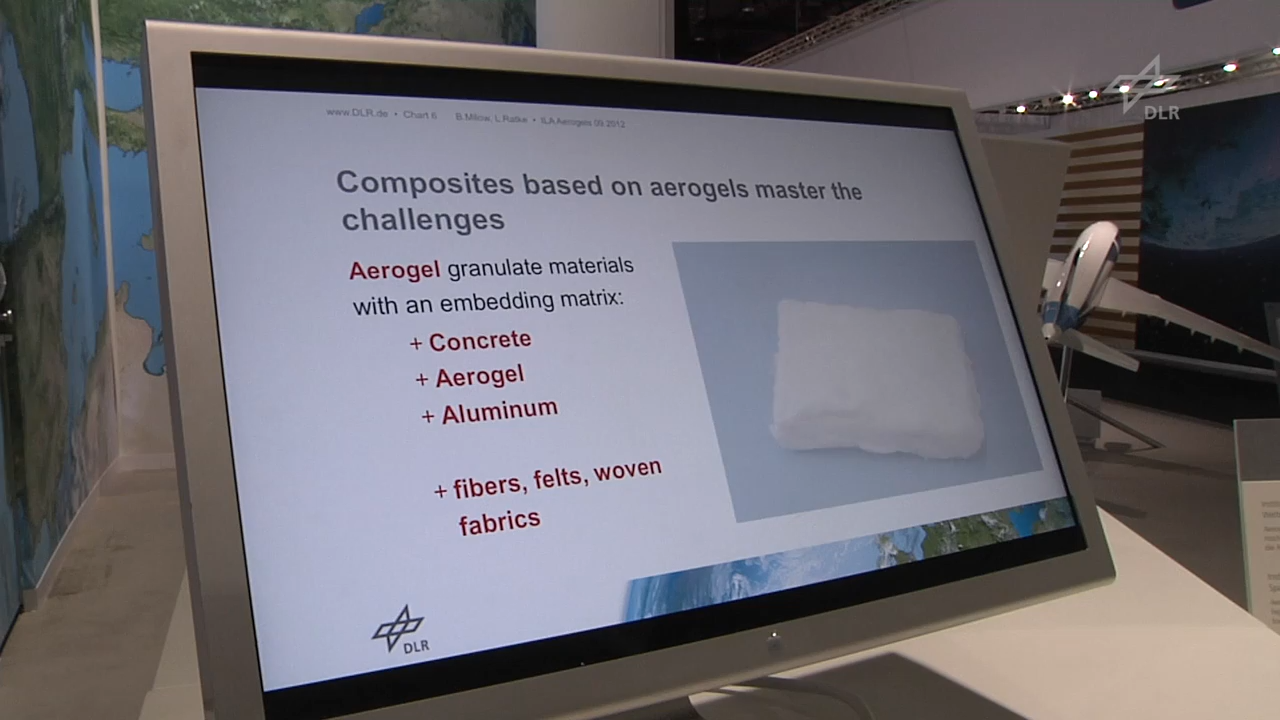 www.DLR.de • Chart 6 B.Milow, L.Ratke • ILA Aerogels 09.2012
DLR
Composites based on aerogels master the
challenges
Aerogel granulate materials
with an embedding matrix:
+ Concrete
+ Aerogel
+ Aluminum
+ fibers, felts, woven
fabrics
DLR